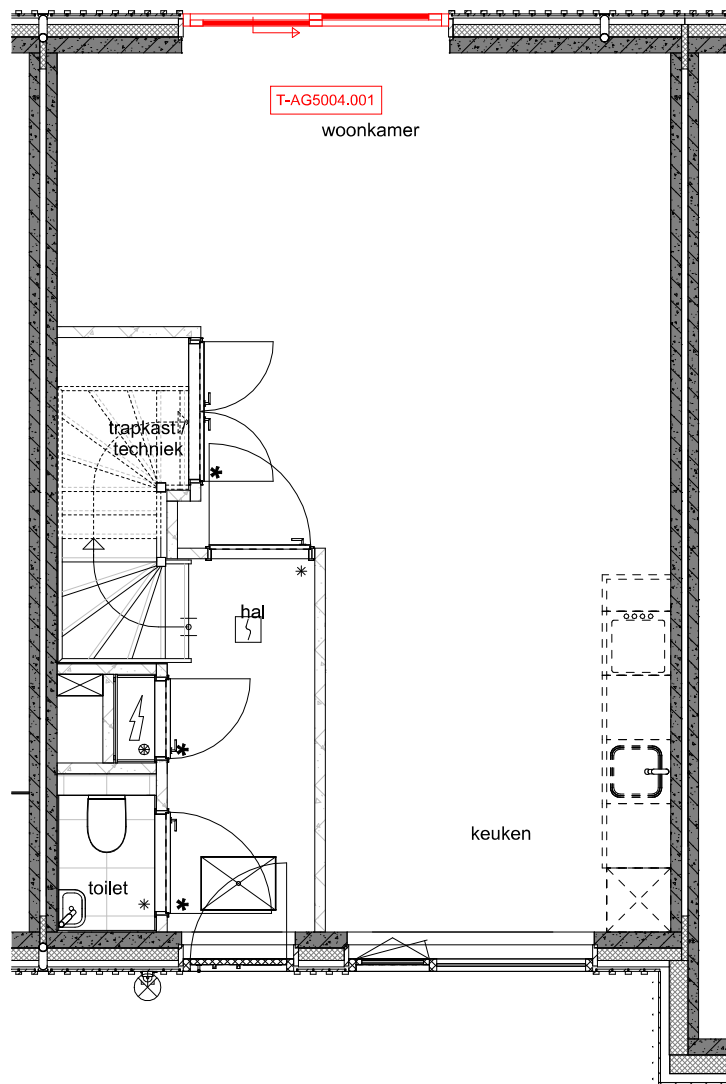 T-AG5004.001
woonkamer
trapkast /
techniek
hal
keuken
toilet